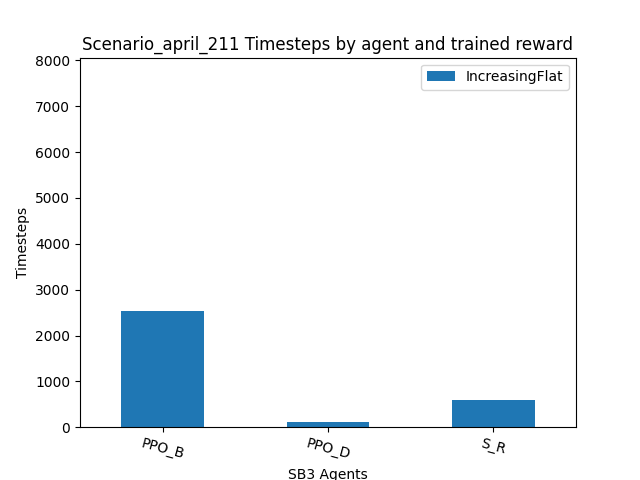 Scenario_april_211 Timesteps by agent and trained reward
IncreasingFlat
8000
7000
6000
5000
4000
3000
2000
1000
0
Timesteps
PPO_B
PPO_D
S_R
SB3 Agents